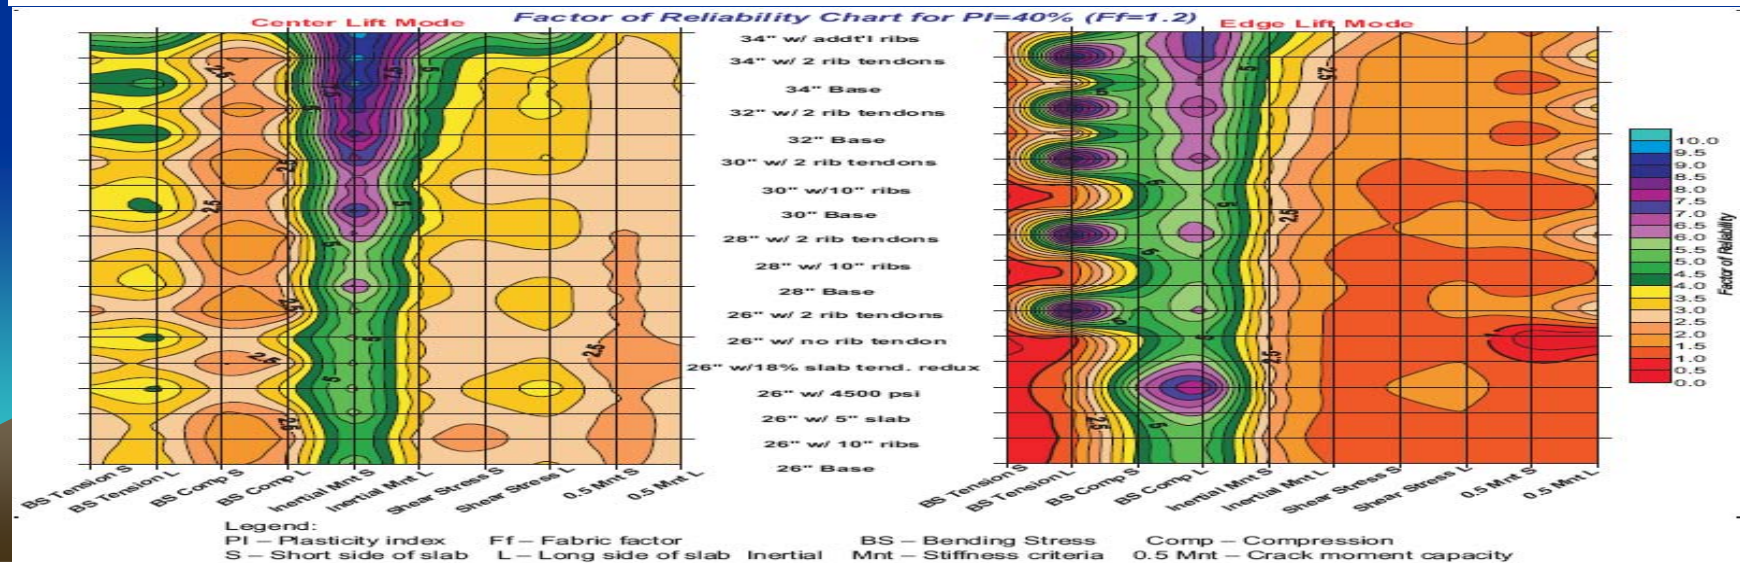 Factor of Reliability Chart for PI=40% (Ff=1.2)
Center Lift Mode
Edge Lift Mode
34" w/ addt'l ribs
34" w/ 2 rib tendons
34" Base
32" w/ 2 rib tendons
32" Base
30" w/ 2 rib tendons
30" w/10" ribs
30" Base
28" w/ 2 rib tendons
28" w/ 10" ribs
28" Base
26" w/ 2 rib tendons
26" w/ no rib tendon
26" w/18% slab tend. redux
26" w/ 4500 psi
26" w/ 5" slab
26" w/ 10" ribs
26" Base
BS Tension S
BS Tension L
BS Comp S
BS Comp L
Inertial Mnt S
Inertial Mnt L
Shear Stress S
Shear Stress L
0.5 Mnt S
0.5 Mnt L
BS Tension S
BS Tension L
BS Comp S
BS Comp L
Inertial Mnt S
Inertial Mnt L
Shear Stress S
Shear Stress L
0.5 Mnt S
0.5 Mnt L
10.0
9.5
9.0
8.5
8.0
7.5
7.0
6.5
6.0
5.5
5.0
4.5
4.0
3.5
3.0
2.5
2.0
1.5
1.0
0.5
0.0
Factor of Reliability
Legend:
PI – Plasticity index Ff – Fabric factor BS – Bending Stress Comp – Compression
S – Short side of slab L – Long side of slab Inertial Mnt – Stiffness criteria 0.5 Mnt – Crack moment capacity